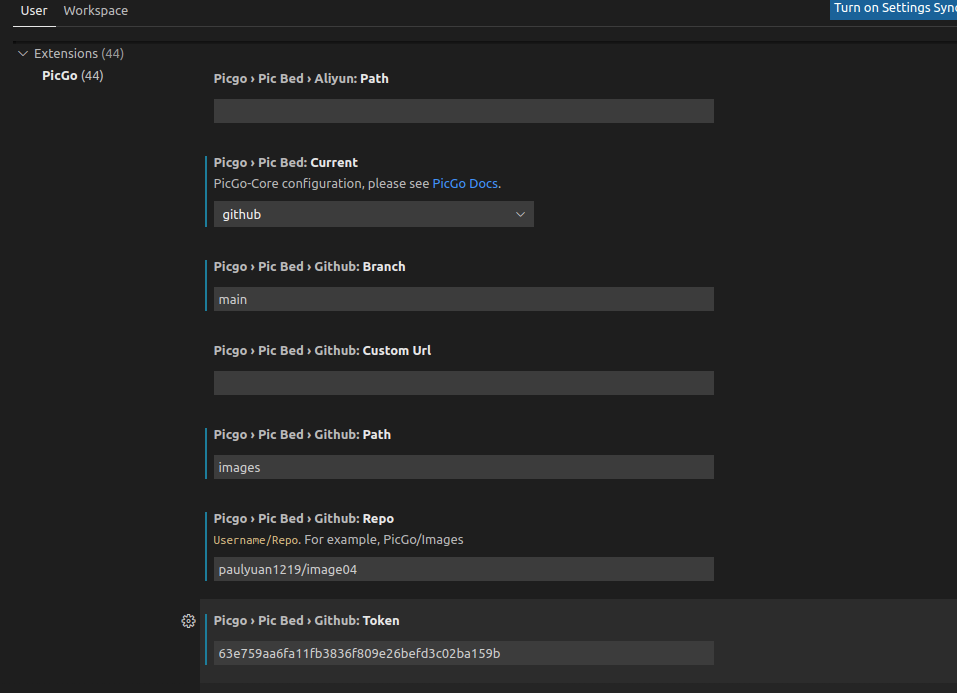 User Workspace
Turn on Settings Sync
Extensions (44)
PicGo (44)
Picgo › Pic Bed › Aliyun: Path
Picgo › Pic Bed: Current
PicGo-Core configuration, please see PicGo Docs.
github
Picgo › Pic Bed › Github: Branch
main
Picgo › Pic Bed › Github: Custom Url
Picgo › Pic Bed › Github: Path
images
Picgo › Pic Bed › Github: Repo
Username/Repo. For example, PicGo/Images
paulyuan1219/image04
Picgo › Pic Bed › Github: Token
63e759aa6fa11fb3836f809e26befd3c02ba159b